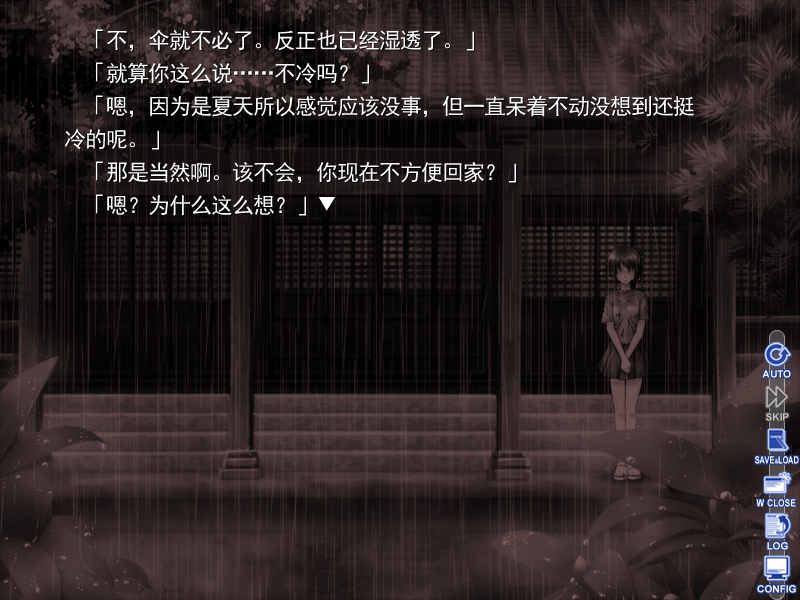 「不，伞就不必了。反正也已经湿透了。」
「就算你这么说……不冷吗？」
「嗯，因为是夏天所以感觉应该没事，但一直呆着不动没想到还挺
冷的呢。」
「那是当然啊。该不会，你现在不方便回家？」
「嗯？为什么这么想？」▼
AUTO
SKIP
SAVE&LOAD
W CLOSE
LOG
CONFIG